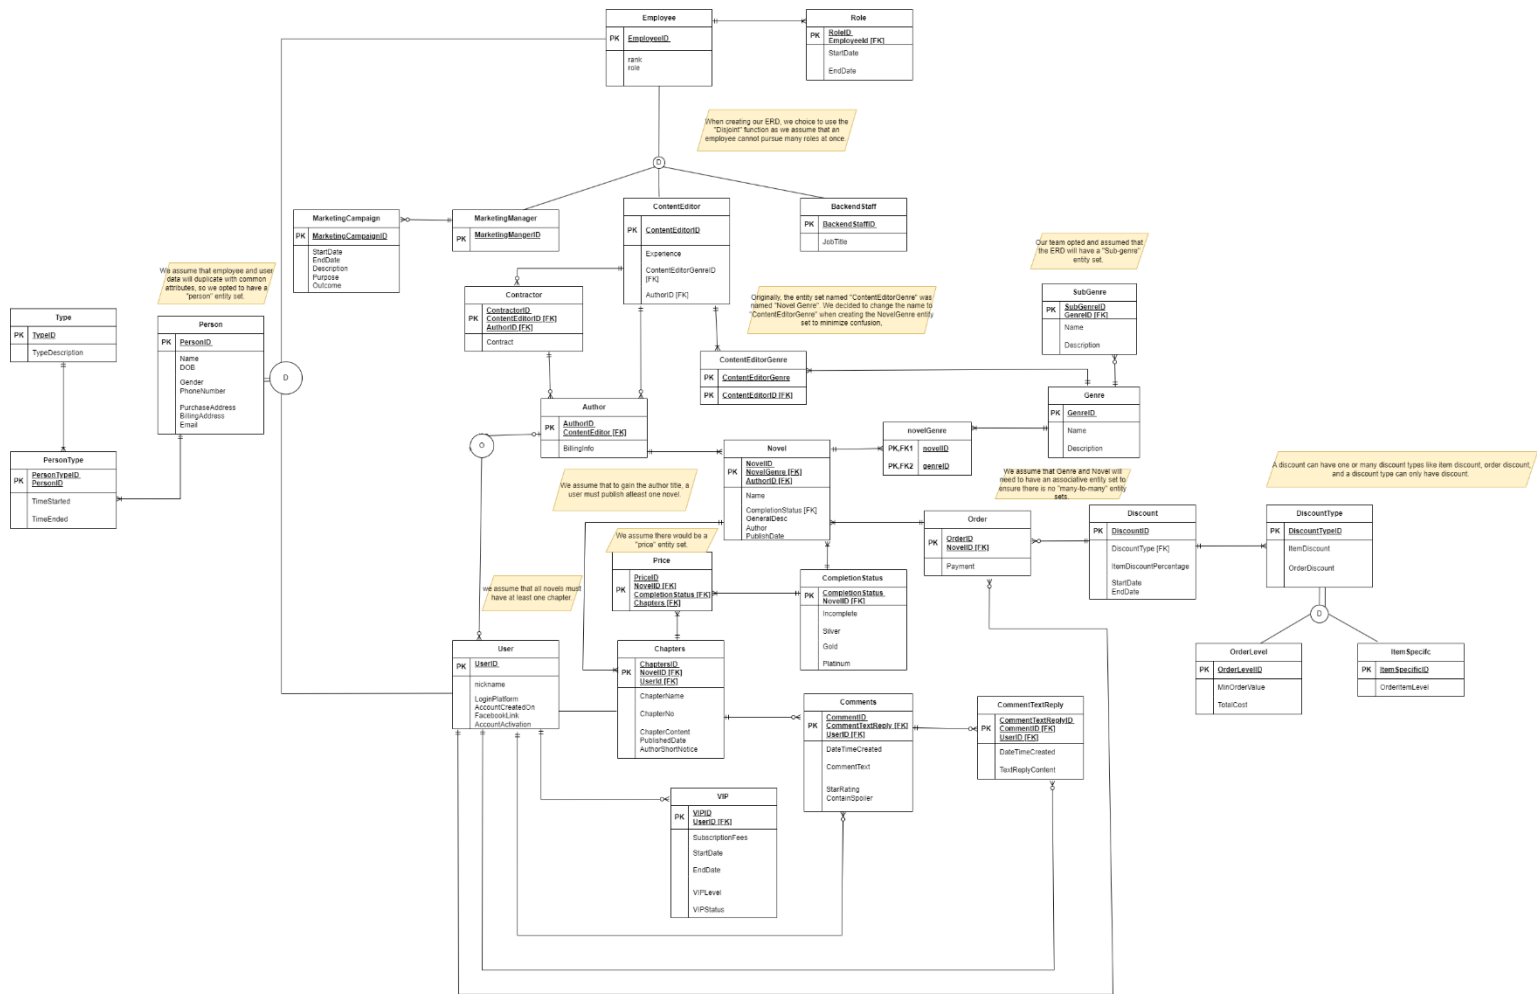 Employee
PK EmployeeID
rank
role
Role
PK RoleID
EmployeeId [FK]
StartDate
EndDate
When creating our ERD, we choice to use the
"Disjoint" function as we assume that an
employee cannot pursue many roles at once.
D
MarketingCampaign
PK MarketingCampaignID
StartDate
EndDate
Description
Purpose
Outcome
MarketingManager
PK MarketingMangerID
ContentEditor
PK ContentEditorID
Experience
ContentEditorGenreID
[FK]
AuthorID [FK]
BackendStaff
PK BackendStaffID
JobTitle
Our team opted and assumed that
the ERD will have a "Sub-genre"
entity set.
We assume that employee and user
data will duplicate with common
attributes, so we opted to have a
"person" entity set.
Contractor
PK ContractorID
ContentEditorID [FK]
AuthorID [FK]
Contract
Originally, the entity set named "ContentEditorGenre" was
named "Novel Genre". We decided to change the name to
"ContentEditorGenre" when creating the NovelGenre entity
set to minimize confusion,
SubGenre
PK SubGenreID
GenreID [FK]
Name
Description
Type
PK TypeID
TypeDescription
Person
PK PersonID
Name
DOB
Gender
PhoneNumber
PurchaseAddress
BillingAddress
Email
D
ContentEditorGenre
PK ContentEditorGenre
PK ContentEditorID [FK]
Genre
PK GenreID
Name
Description
Author
PK AuthorID
ContentEditor [FK]
BillingInfo
O
novelGenre
PK,FK1 novelID
PK,FK2 genreID
Novel
PK NovelID
NovelGenre [FK]
AuthorID [FK]
Name
CompletionStatus [FK]
GeneralDesc
Author
PublishDate
PersonType
PK PersonTypeID
PersonID
TimeStarted
TimeEnded
We assume that to gain the author title, a
user must publish atleast one novel.
We assume that Genre and Novel will
need to have an associative entity set to
ensure there is no "many-to-many" entity
sets.
A discount can have one or many discount types like item discount, order discount,
and a discount type can only have discount.
We assume there would be a
"price" entity set.
Order
PK OrderID
NovelID [FK]
Payment
Discount
PK DiscountID
DiscountType [FK]
ItemDiscountPercentage
StartDate
EndDate
DiscountType
PK DiscountTypeID
ItemDiscount
OrderDiscount
Price
PK PriceID
NovelID [FK]
CompletionStatus [FK]
Chapters [FK]
CompletionStatus
PK CompletionStatus
NovelID [FK]
Incomplete
Silver
Gold
Platinum
we assume that all novels must
have at least one chapter.
D
User
PK UserID
nickname
LoginPlatform
AccountCreatedOn
FacebookLink
AccountActivation
Chapters
PK ChaptersID
NovelID [FK]
UserId [FK]
ChapterName
ChapterNo
ChapterContent
PublishedDate
AuthorShortNotice
OrderLevel
PK OrderLevelID
MinOrderValue
TotalCost
ItemSpecifc
PK ItemSpecificID
OrderItemLevel
Comments
PK CommentID
CommentTextReply [FK]
UserID [FK]
DateTimeCreated
CommentText
StarRating
ContainSpoiler
CommentTextReply
PK CommentTextReplyID
CommentID [FK]
UserID [FK]
DateTimeCreated
TextReplyContent
VIP
PK VIPID
UserID [FK]
SubscriptionFees
StartDate
EndDate
VIPLevel
VIPStatus